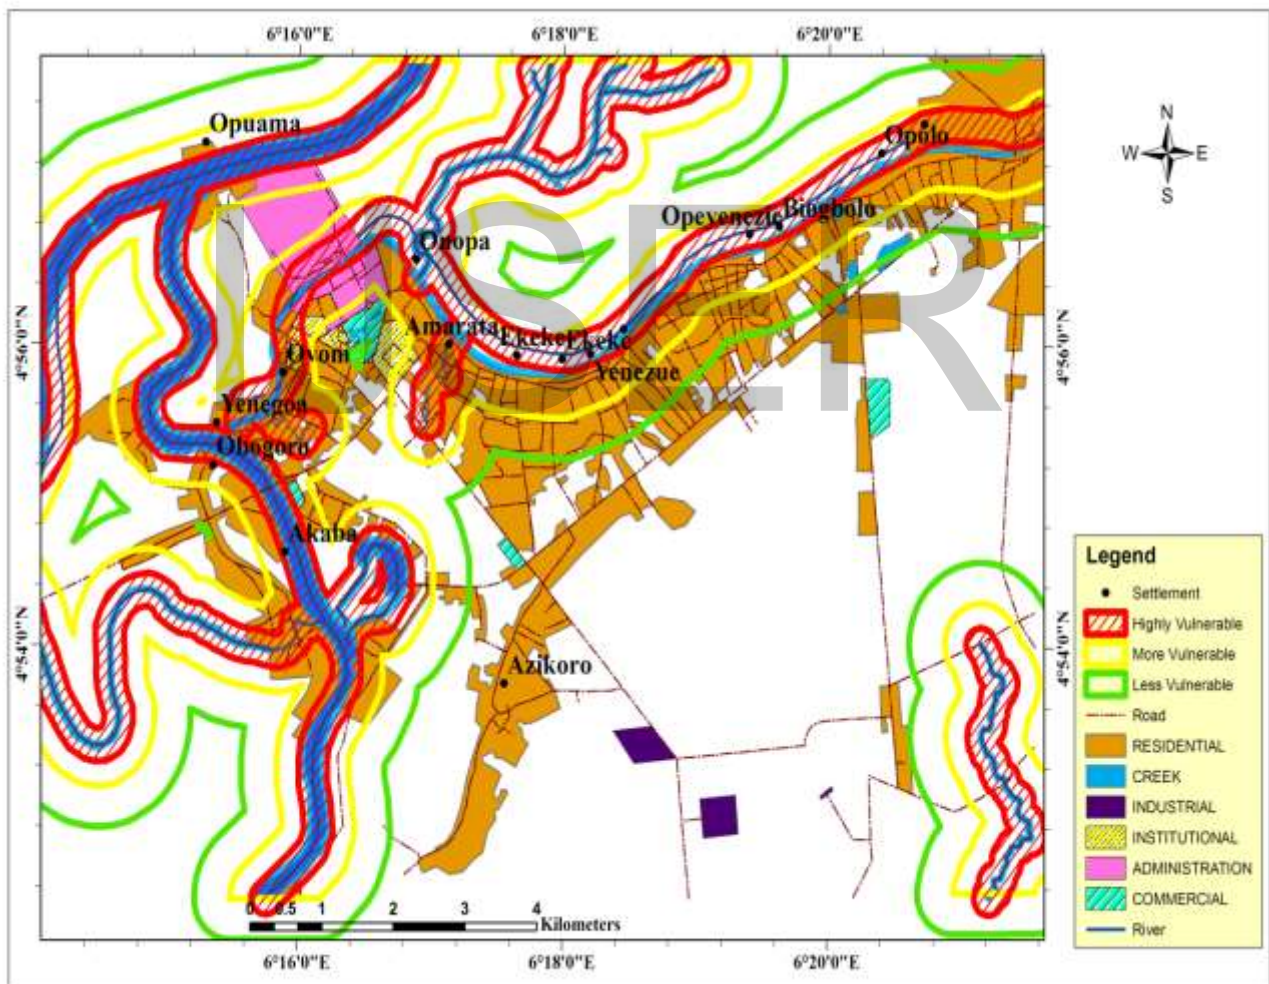 6°16'0"E 6°18'0"E 6°20'0"E
N
W E
S
Opuama
Opolo
Opevenezie Biogbolo
Onopa
IJSER
4°56'0"N 4°56'0"N
Amarata Ekeke Ekeke
Ovom
Yenezue
Yenegoa
Obogoro
Akaba
4°54'0"N 4°54'0"N
Azikoro
Legend
Settlement
Highly Vulnerable
More Vulnerable
Less Vulnerable
Road
RESIDENTIAL
CREEK
INDUSTRIAL
INSTITUTIONAL
ADMINISTRATION
COMMERCIAL
River
0 0.5 1 2 3 4
Kilometers
6°16'0"E 6°18'0"E 6°20'0"E